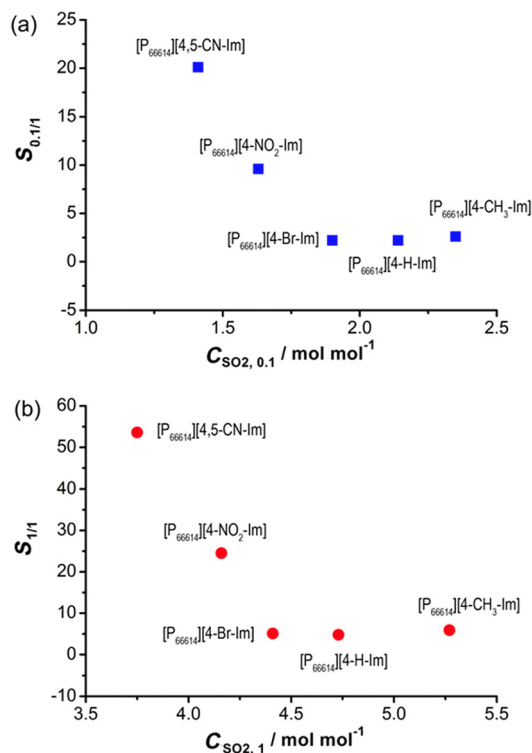 (a)
25
20
15
10
5
0
-5
S0.1/1
[P66614][4,5-CN-Im]
[P66614][4-NO2-Im]
[P66614][4-CH3-Im]
[P66614][4-Br-Im]
[P66614][4-H-Im]
1.0 1.5 2.0 2.5
CSO2, 0.1 / mol mol-1
(b)
60
50
40
30
20
10
0
-10
S1/1
[P66614][4,5-CN-Im]
[P66614][4-NO2-Im]
[P66614][4-CH3-Im]
[P66614][4-Br-Im]
[P66614][4-H-Im]
3.5 4.0 4.5 5.0 5.5
CSO2, 1 / mol mol-1